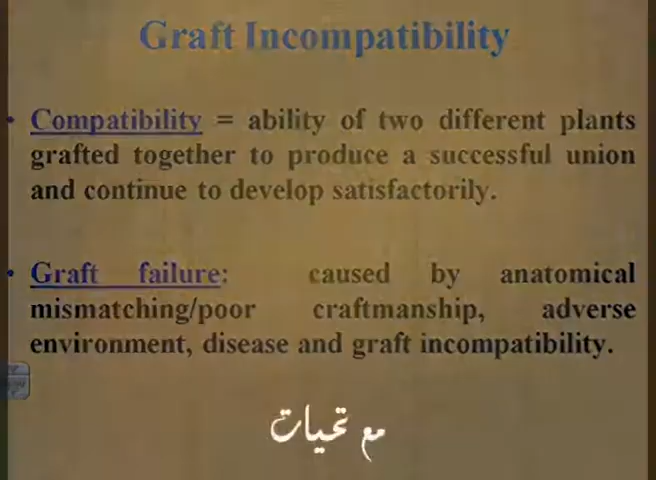 Graft Incompatibility
• Compatibility = ability of two different plants
grafted together to produce a successful union
and continue to develop satisfactorily.
• Graft failure: caused by anatomical
mismatching/poor craftmanship, adverse
environment, disease and graft incompatibility.
مع تحيات